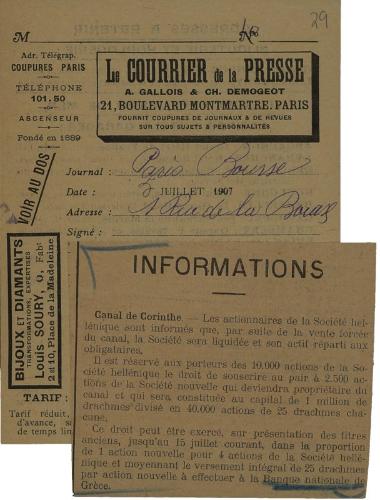 29
M N°
Adr. Télégrap.
COUPURES PARIS
TÉLÉPHONE
101.50
ASCENSEUR
Fondé en 1889
Le COURRIER de la PRESSE
A. GALLOIS & CH. DEMOGEOT
21, BOULEVARD MONTMARTRE, PARIS
FOURNIT COUPURES DE JOURNAUX & DE REVUES
SUR TOUS SUJETS & PERSONNALITÉS
VOIR AU DOS
Journal : Paris Bourse
Date : JUILLET 1907
Adresse : 1 Rue de la Bourse
Signé :
BIJOUX ET DIAMANTS
TRANSFORMATIONS, EXPERTISES
Louis SOURY, O, Fabt
2 et 10, Place de la Madeleine
TARIF :
Tarif réduit,
d'avance, s
de temps lin
INFORMATIONS
Canal de Corinthe. — Les actionnaires de la Société hel-
lénique sont informés que, par suite de la vente forcée
du canal, la Société sera liquidée et son actif réparti aux
obligataires.
Il est réservé aux porteurs des 10.000 actions de la So-
ciété hellénique le droit de souscrire au pair à 2.500 ac-
tions de la Société nouvelle qui deviendra propriétaire du
canal et qui sera constituée au capital de 1 million de
drachmes divisé en 40.000 actions de 25 drachmes cha-
cune.
Ce droit peut être exercé, sur présentation des titres
anciens, jusqu'au 15 juillet courant, dans la proportion
de 1 action nouvelle pour 4 actions de la Société hellé-
nique et moyennant le versement intégral de 25 drachmes
par action nouvelle à effectuer à la Banque nationale de
Grèce.